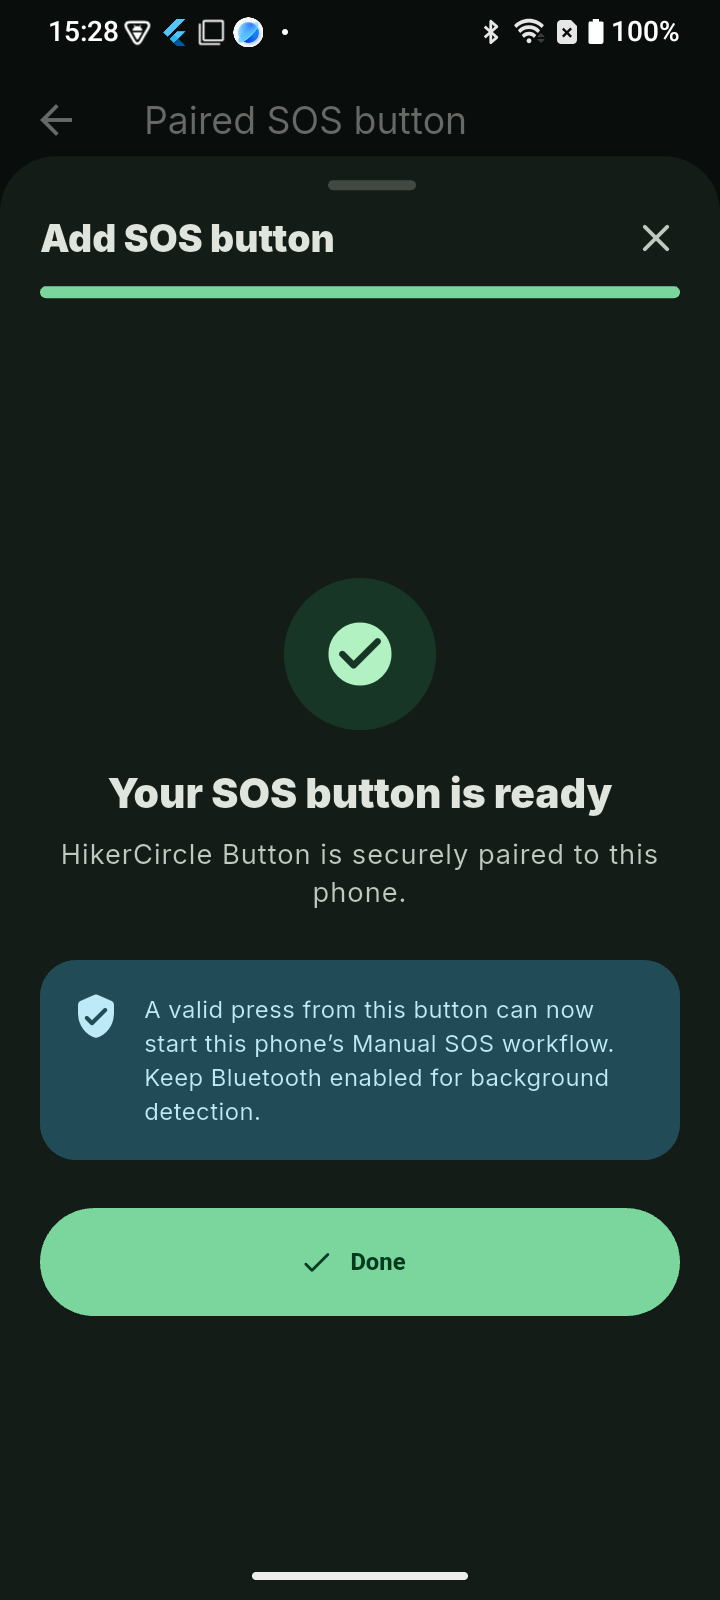 15:28
100%
Paired SOS button
Add SOS button
Your SOS button is ready
HikerCircle Button is securely paired to this
phone.
A valid press from this button can now
start this phone’s Manual SOS workflow.
Keep Bluetooth enabled for background
detection.
Done